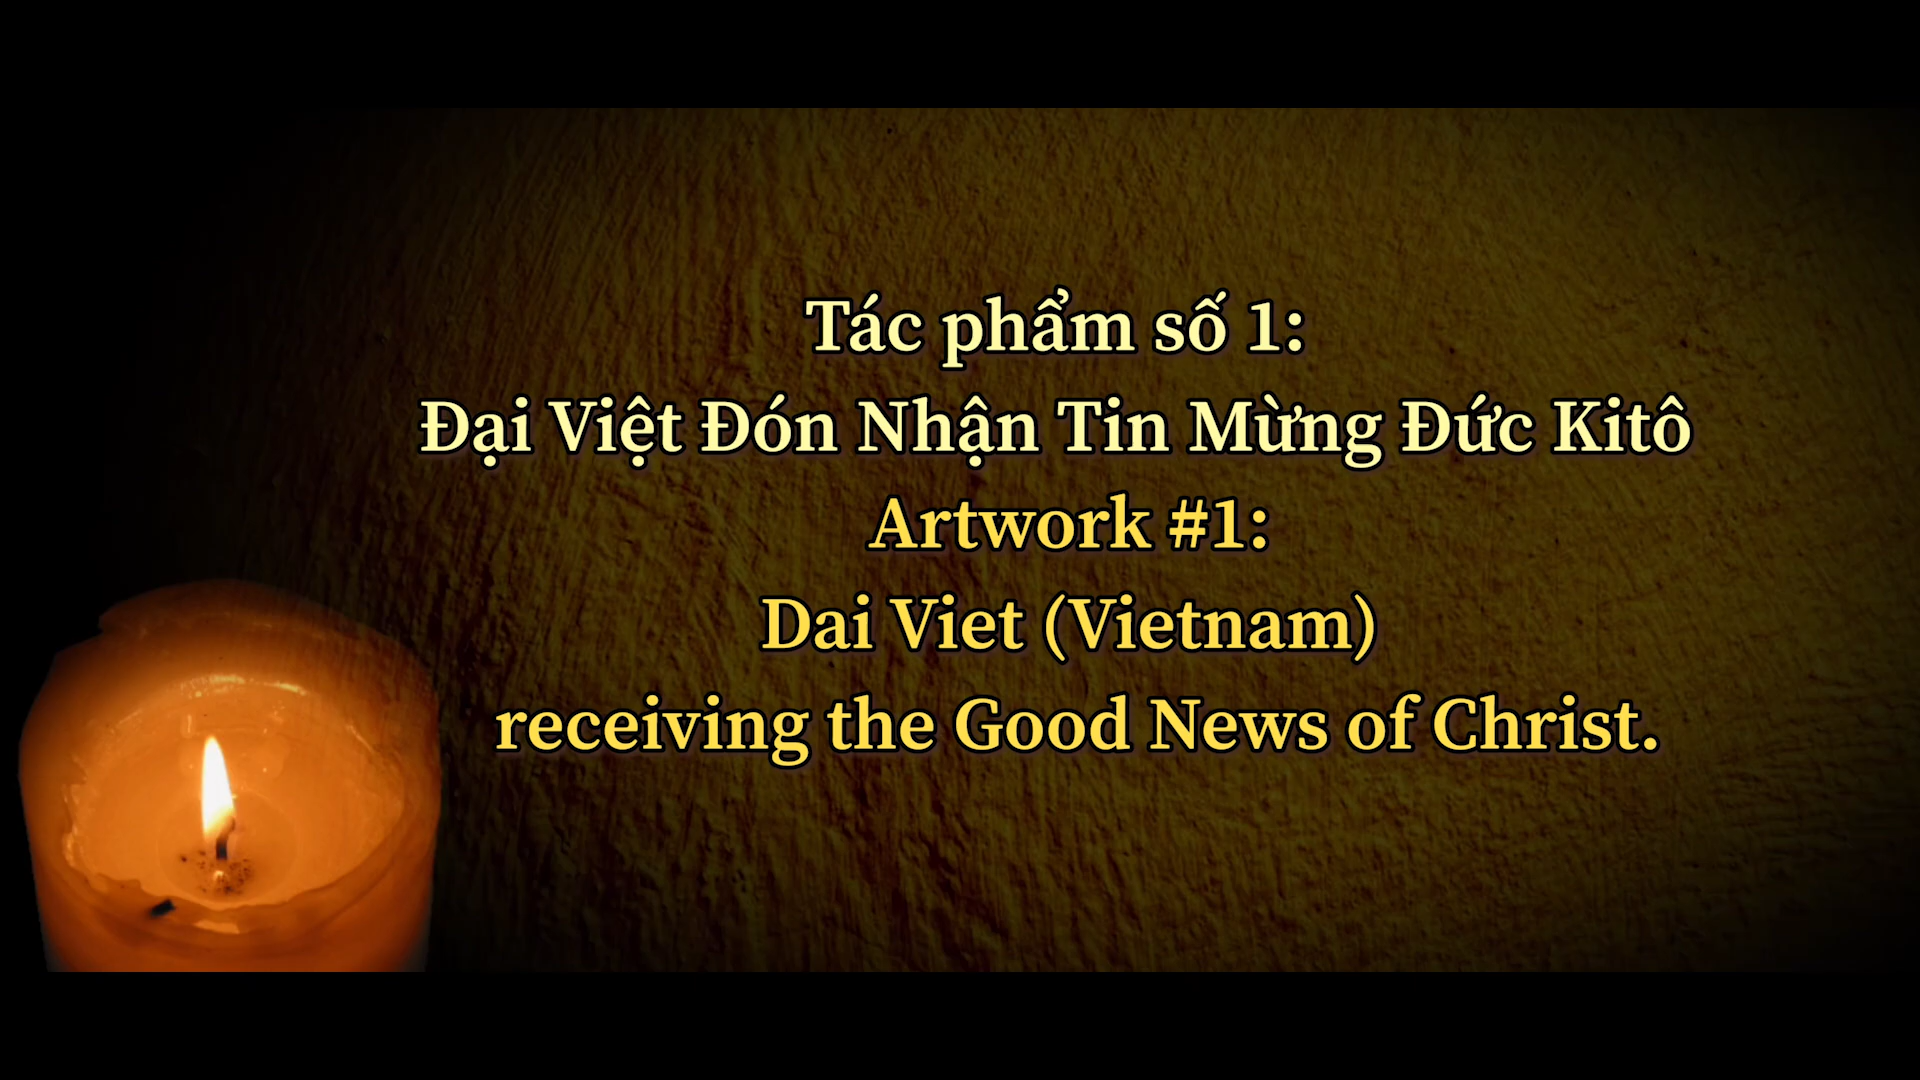 Tác phẩm số 1:
Đại Việt Đón Nhận Tin Mừng Đức Kitô
Artwork #1:
Dai Viet (Vietnam)
receiving the Good News of Christ.